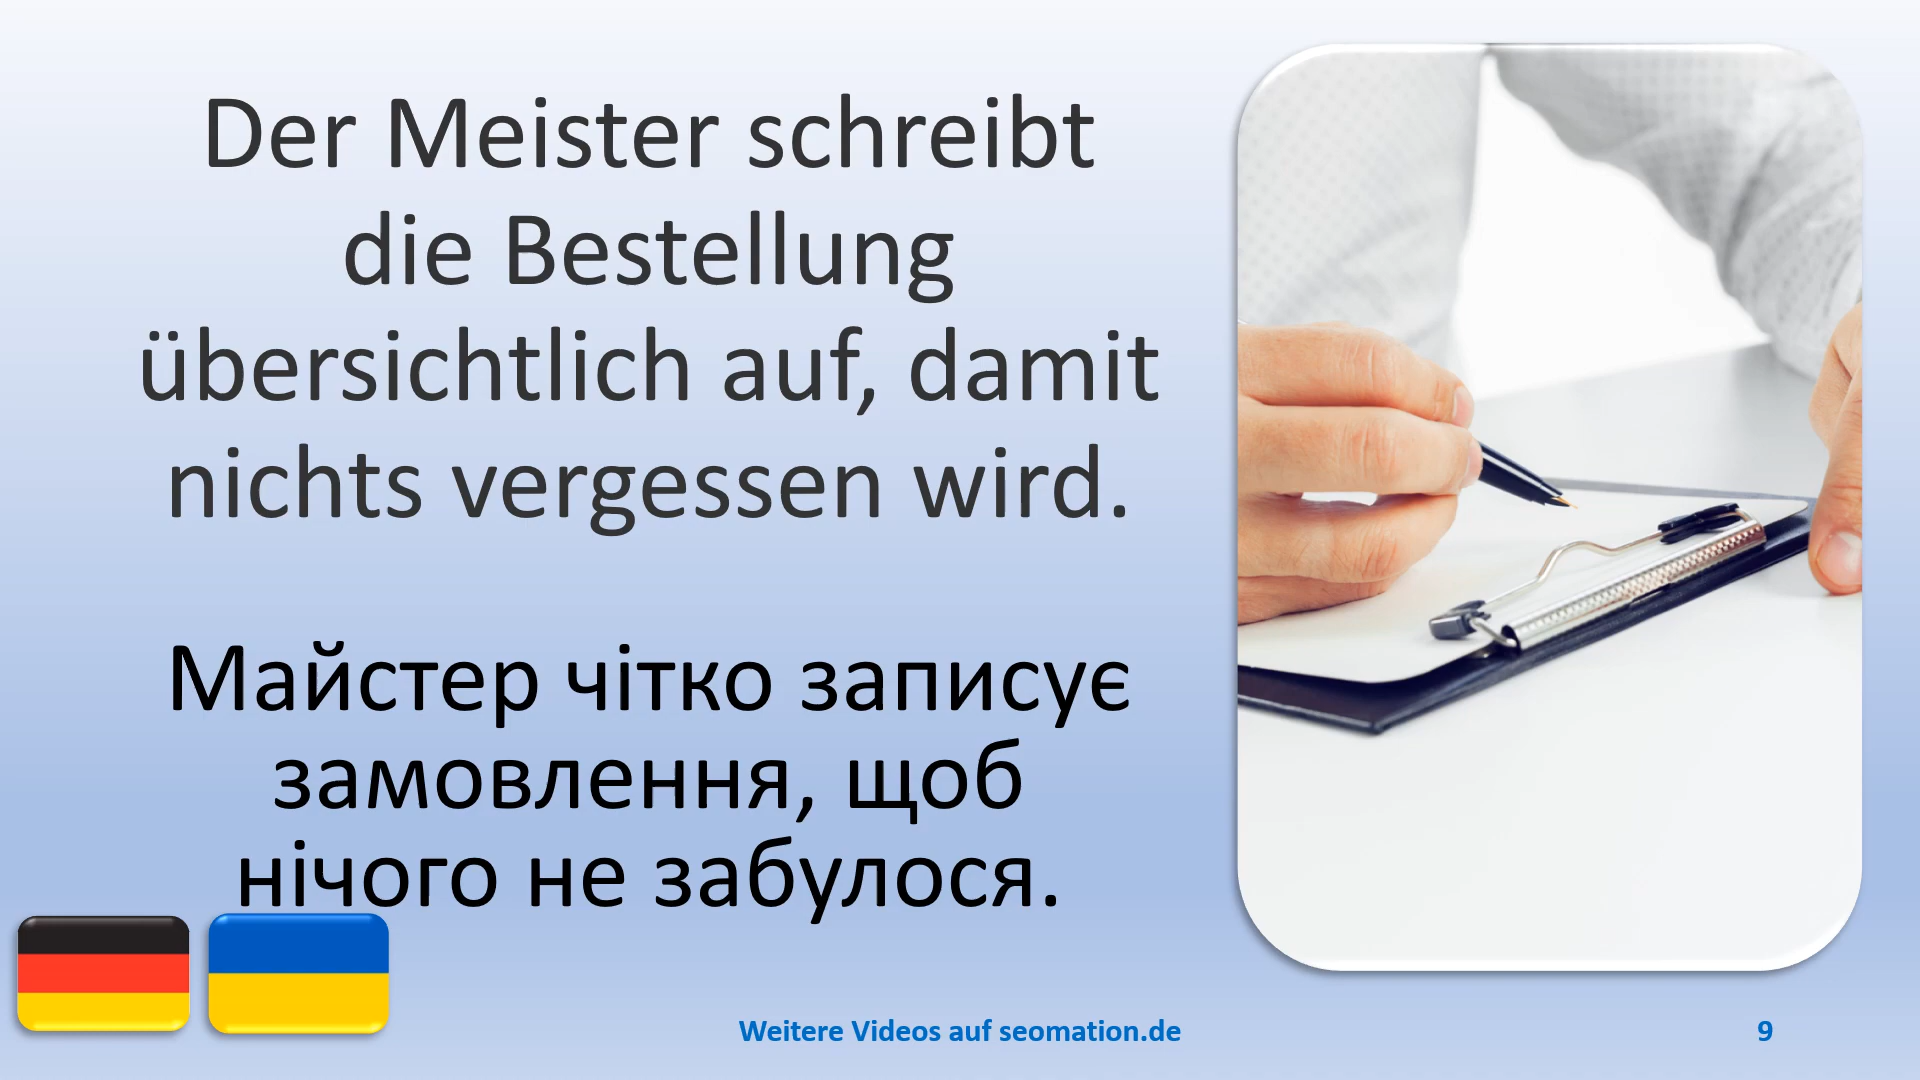 Der Meister schreibt
die Bestellung
übersichtlich auf, damit
nichts vergessen wird.
Майстер чітко записує
замовлення, щоб
нічого не забулося.
Weitere Videos auf seomation.de
9